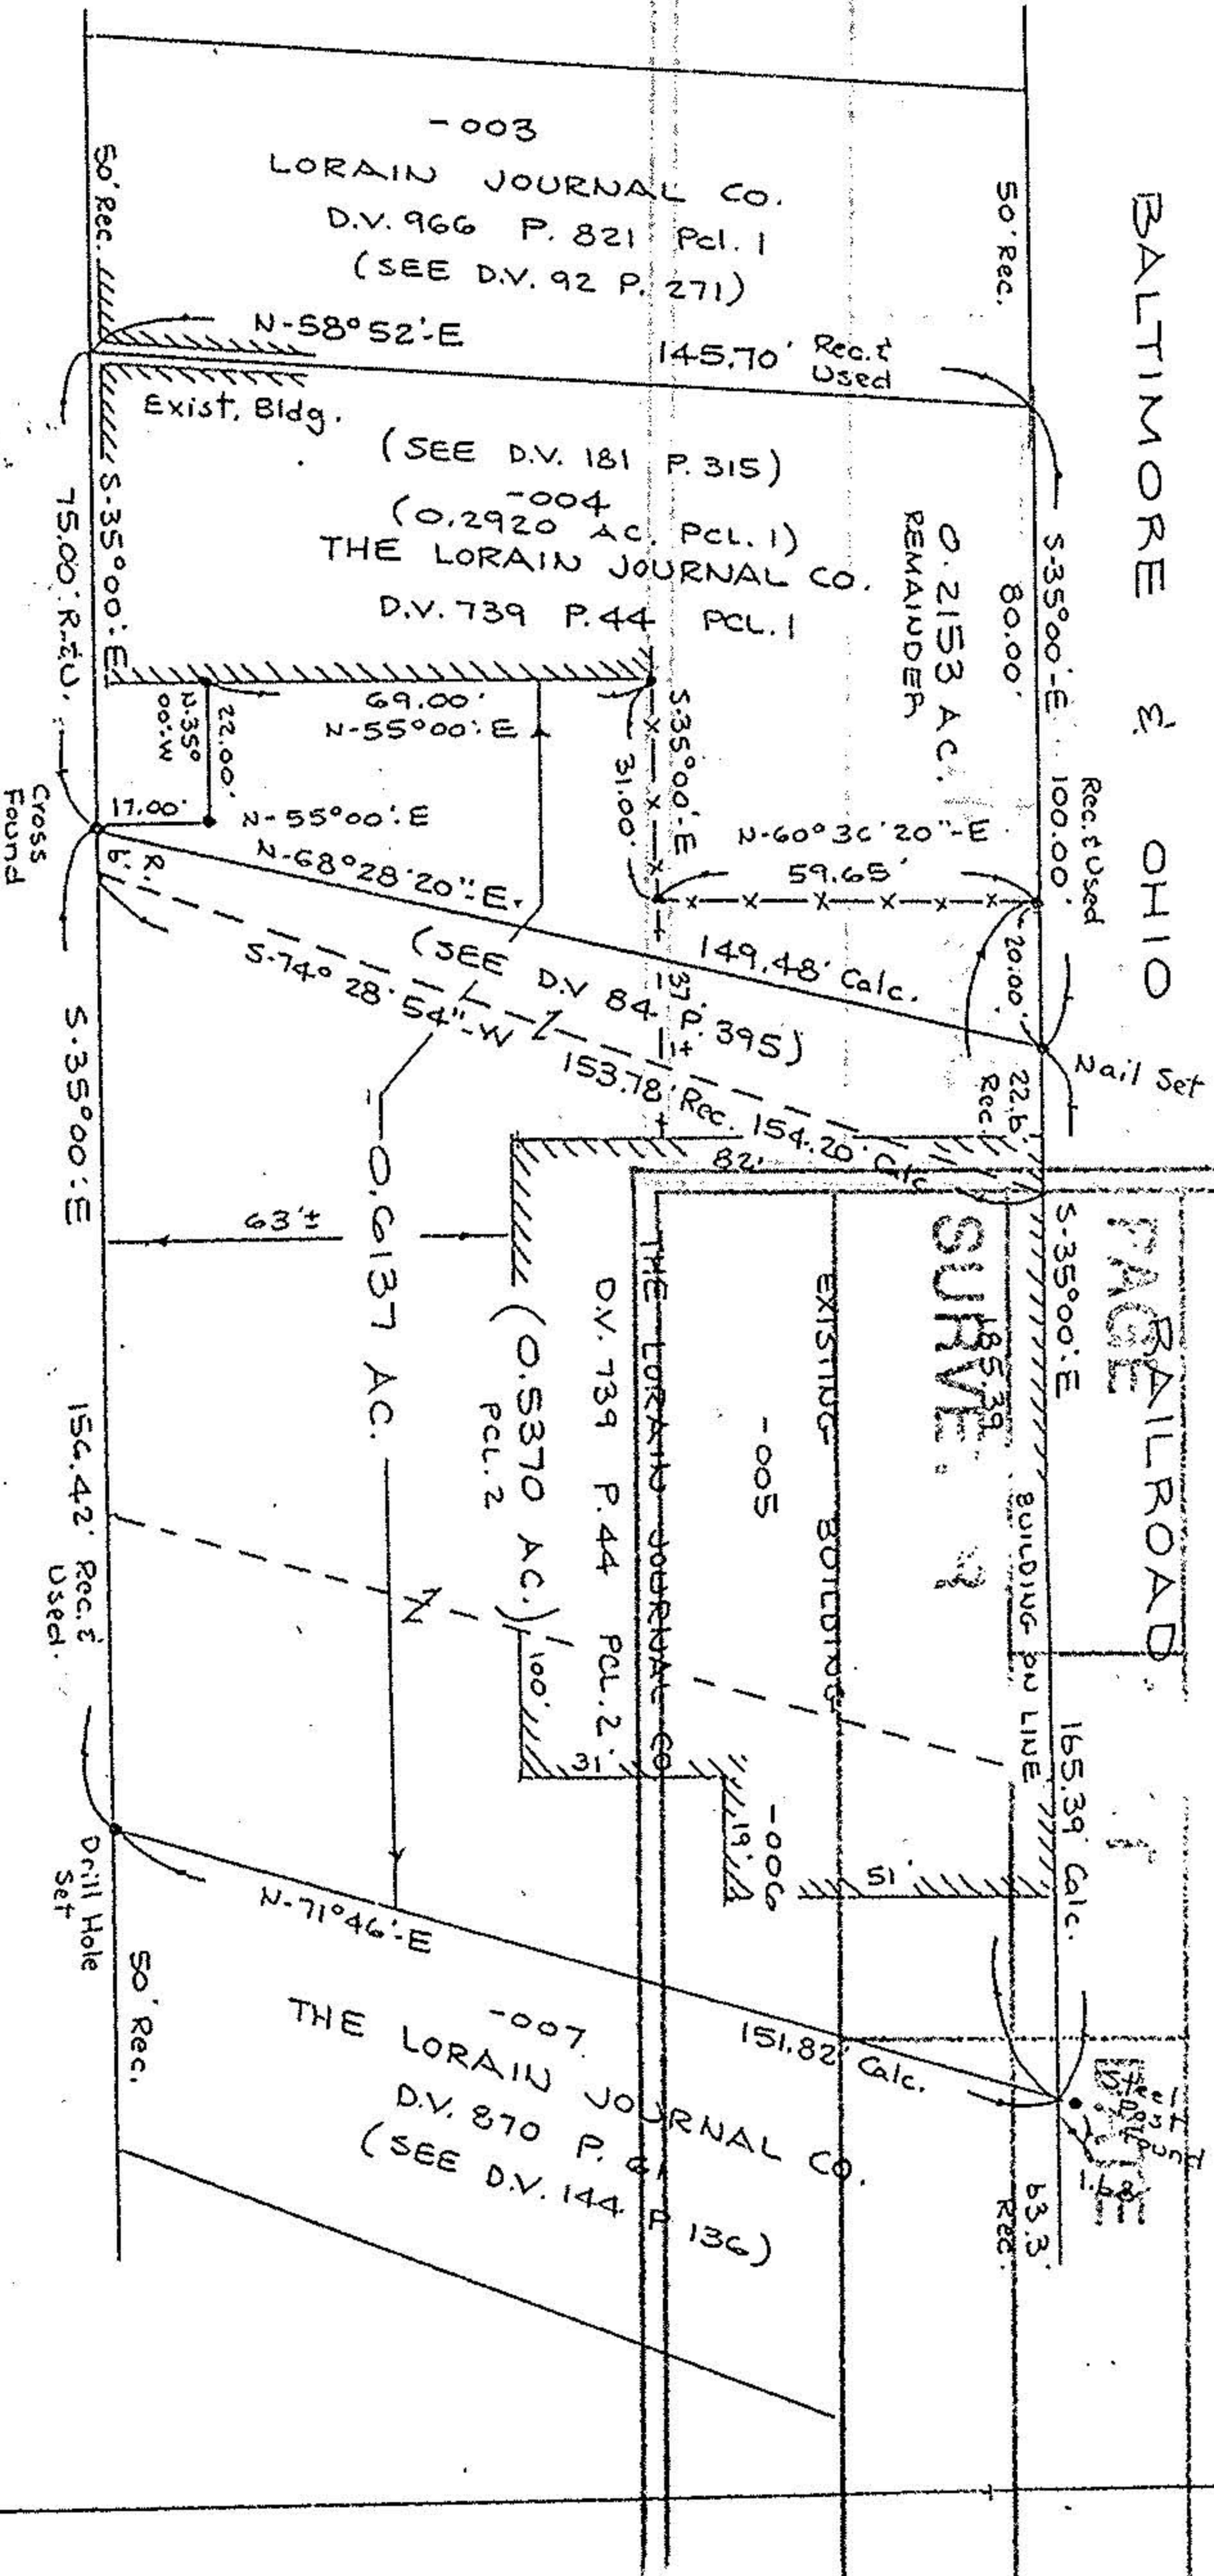 BALTIMORE & OHIO RAILROAD
-003
LORAIN JOURNAL CO.
D.V. 966 P. 821 Pcl. 1
(SEE D.V. 92 P. 271)
50' Rec.
50' Rec.
N-58°52'-E
145.70' Rec. &
Used
Exist. Bldg.
(SEE D.V. 181 P. 315)
-004
(0.2920 AC. PCL. 1)
THE LORAIN JOURNAL CO.
D.V. 739 P. 44 PCL. 1
0.2153 AC.
REMAINDER
S-35°00'-E
80.00'
Rec. & Used
100.00'
S-35°00'-E
75.00' R.&U.
69.00'
N-55°00'-E
22.00'
N-35°
00'-W
17.00'
N-55°00'-E
S-35°00'-E
31.00'
N-60°36'20"-E
59.65'
20.00'
Cross
Found
R.
6'
N-68°28'20"-E
149.48' Calc.
(SEE D.V 84 P. 395)
S-74°28'54"-W
153.78' Rec. 154.20' Calc.
37'±
Nail Set
22.6'
Rec.
82'
63'±
0.6137 AC.
S-35°00'-E
156.42' Rec. &
Used.
(0.5370 AC.)
PCL. 2
D.V. 739 P. 44 PCL. 2
THE LORAIN JOURNAL CO
-005
EXISTING BUILDING
PAGE
SURVE
185.39
S-35°00'-E
BUILDING ON LINE
165.39' Calc.
100'
31'
19'
-006
51'
Drill Hole
Set
N-71°46'-E
151.82' Calc.
50' Rec.
-007
THE LORAIN JOURNAL CO.
D.V. 870 P. 61
(SEE D.V. 144 P 136)
Steel
Found
63.3'
Rec.